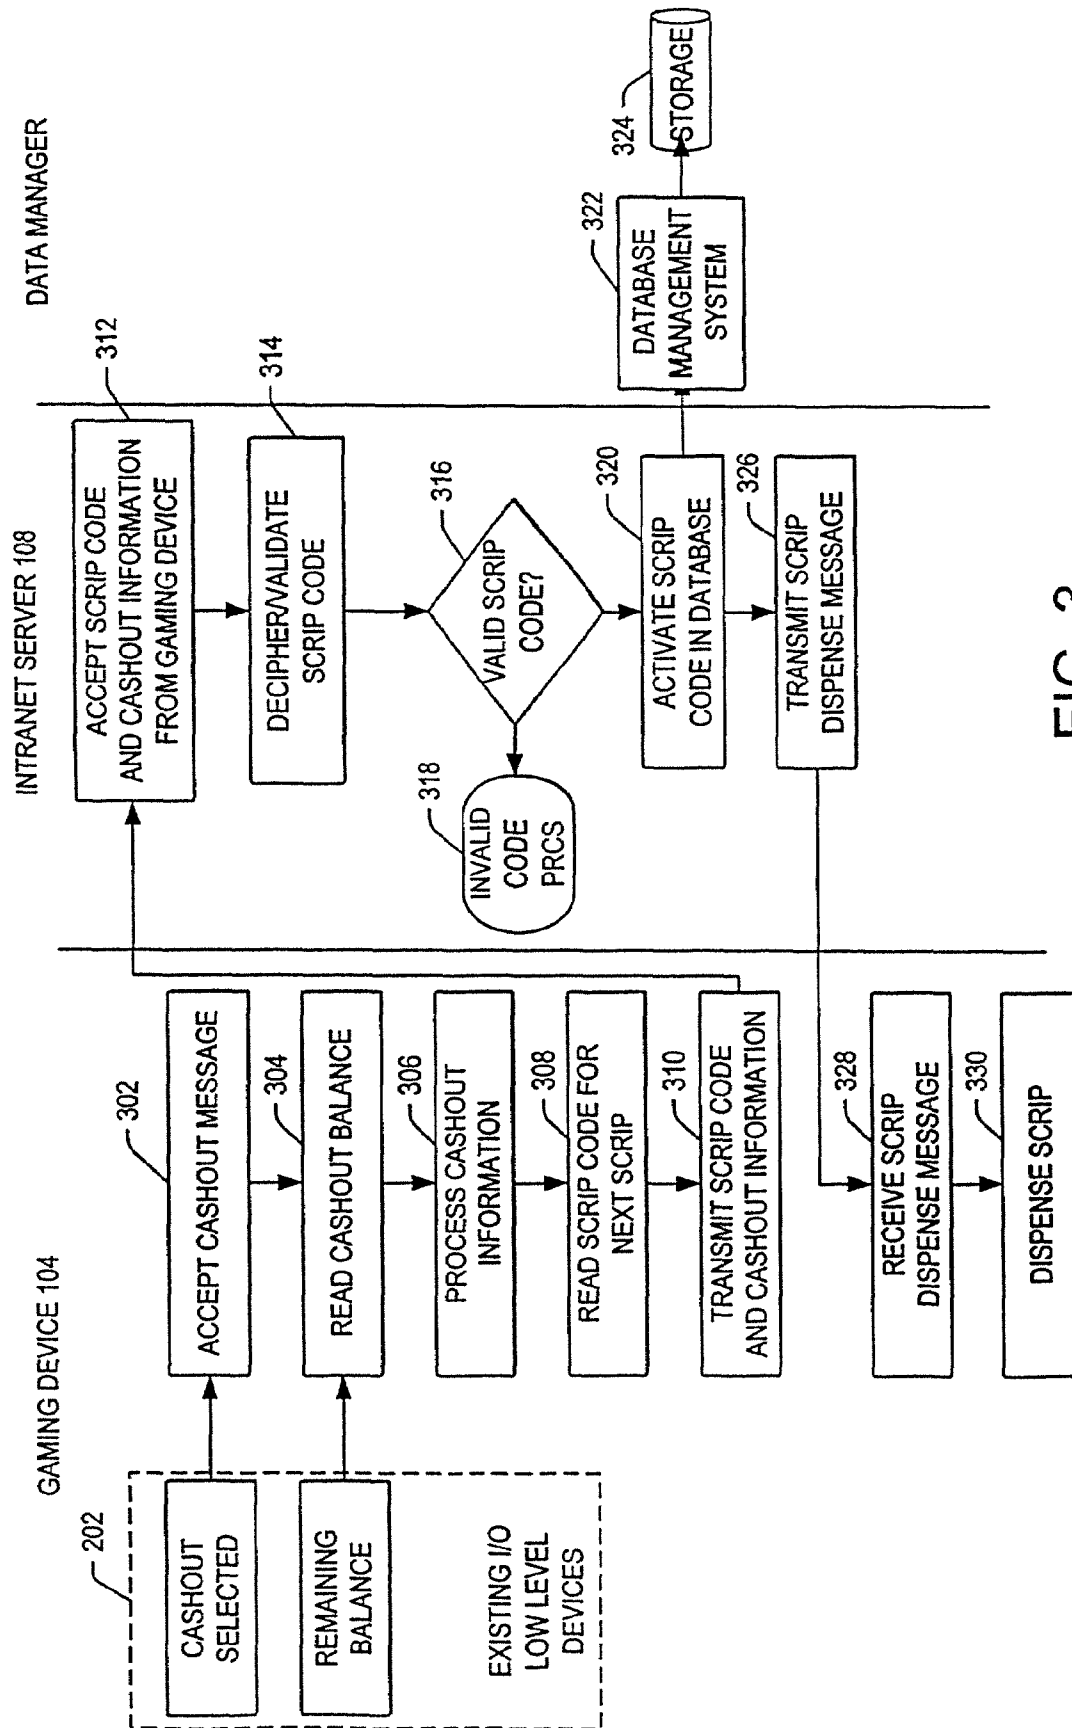 GAMING DEVICE 104
INTRANET SERVER 108
DATA MANAGER
202
CASHOUT
SELECTED
REMAINING
BALANCE
EXISTING I/O
LOW LEVEL
DEVICES
302
ACCEPT CASHOUT MESSAGE
304
READ CASHOUT BALANCE
306
PROCESS CASHOUT
INFORMATION
308
READ SCRIP CODE FOR
NEXT SCRIP
310
TRANSMIT SCRIP CODE
AND CASHOUT INFORMATION
312
ACCEPT SCRIP CODE
AND CASHOUT INFORMATION
FROM GAMING DEVICE
314
DECIPHER/VALIDATE
SCRIP CODE
316
VALID SCRIP
CODE?
318
INVALID
CODE
PRCS
320
ACTIVATE SCRIP
CODE IN DATABASE
322
DATABASE
MANAGEMENT
SYSTEM
324
STORAGE
326
TRANSMIT SCRIP
DISPENSE MESSAGE
328
RECEIVE SCRIP
DISPENSE MESSAGE
330
DISPENSE SCRIP